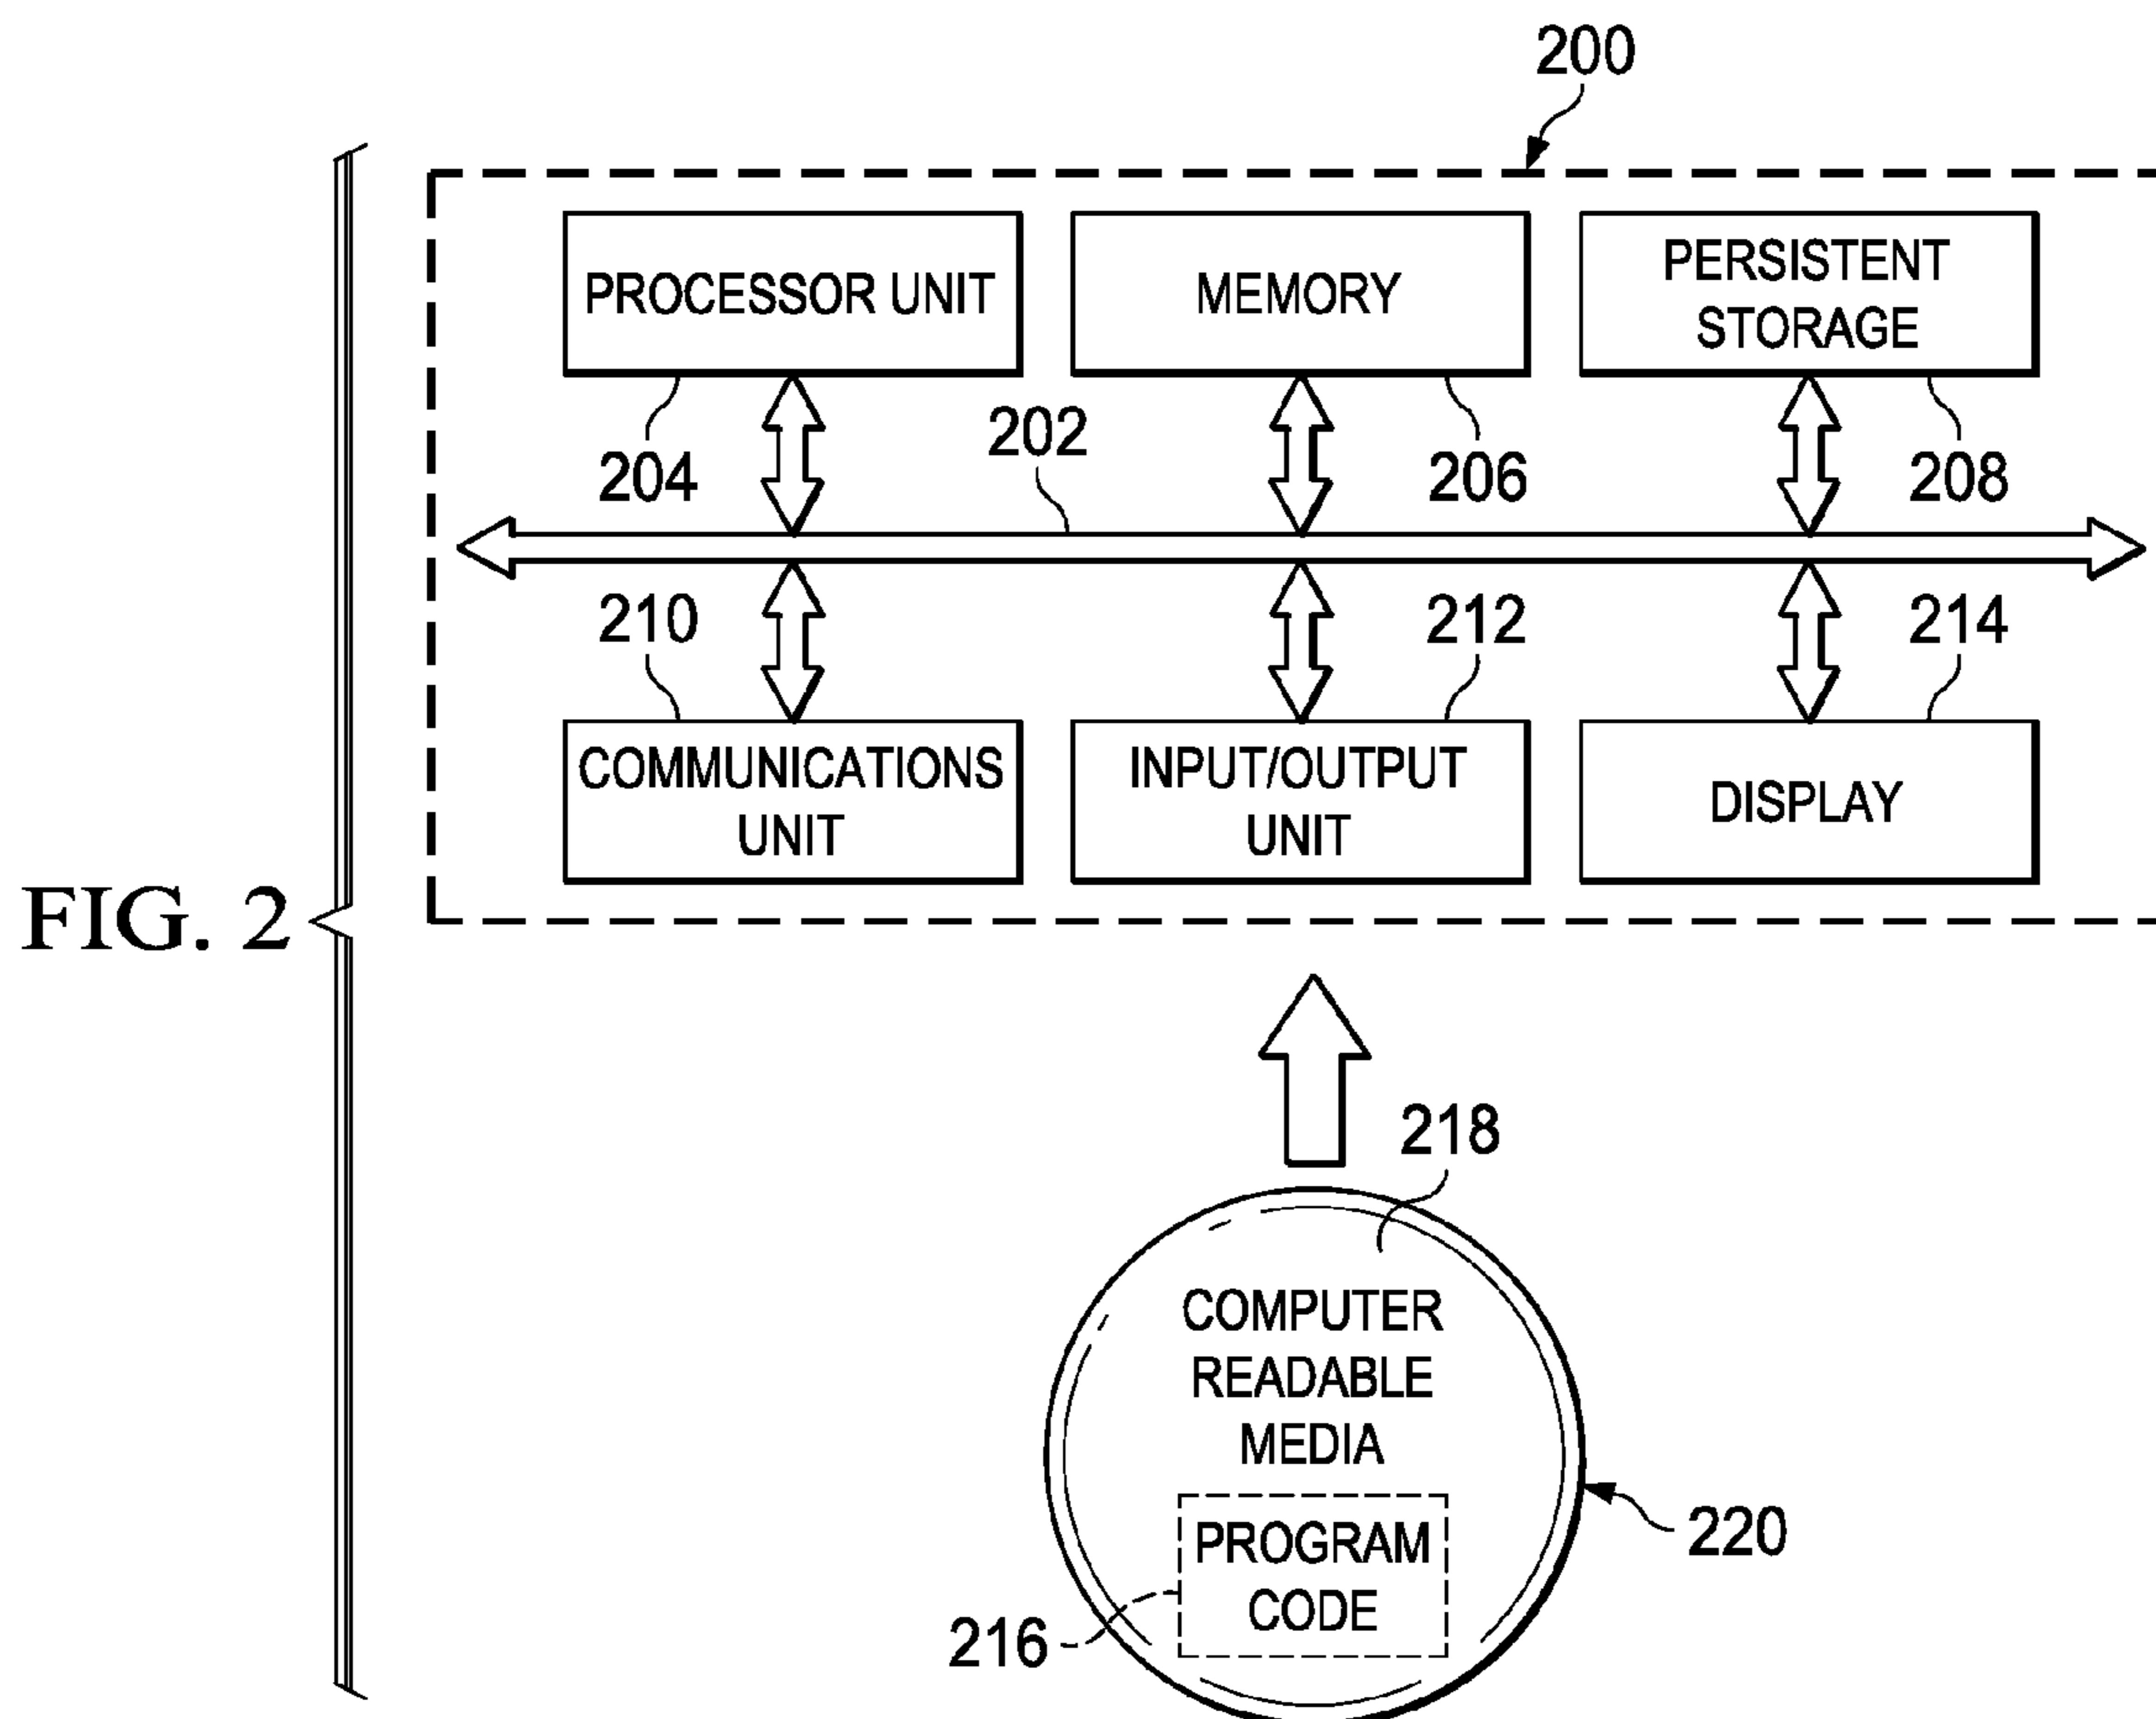 200
PROCESSOR UNIT
MEMORY
PERSISTENT
STORAGE
204
202
206
208
210
212
214
COMMUNICATIONS
UNIT
INPUT/OUTPUT
UNIT
DISPLAY
FIG. 2
218
COMPUTER
READABLE
MEDIA
PROGRAM
CODE
220
216